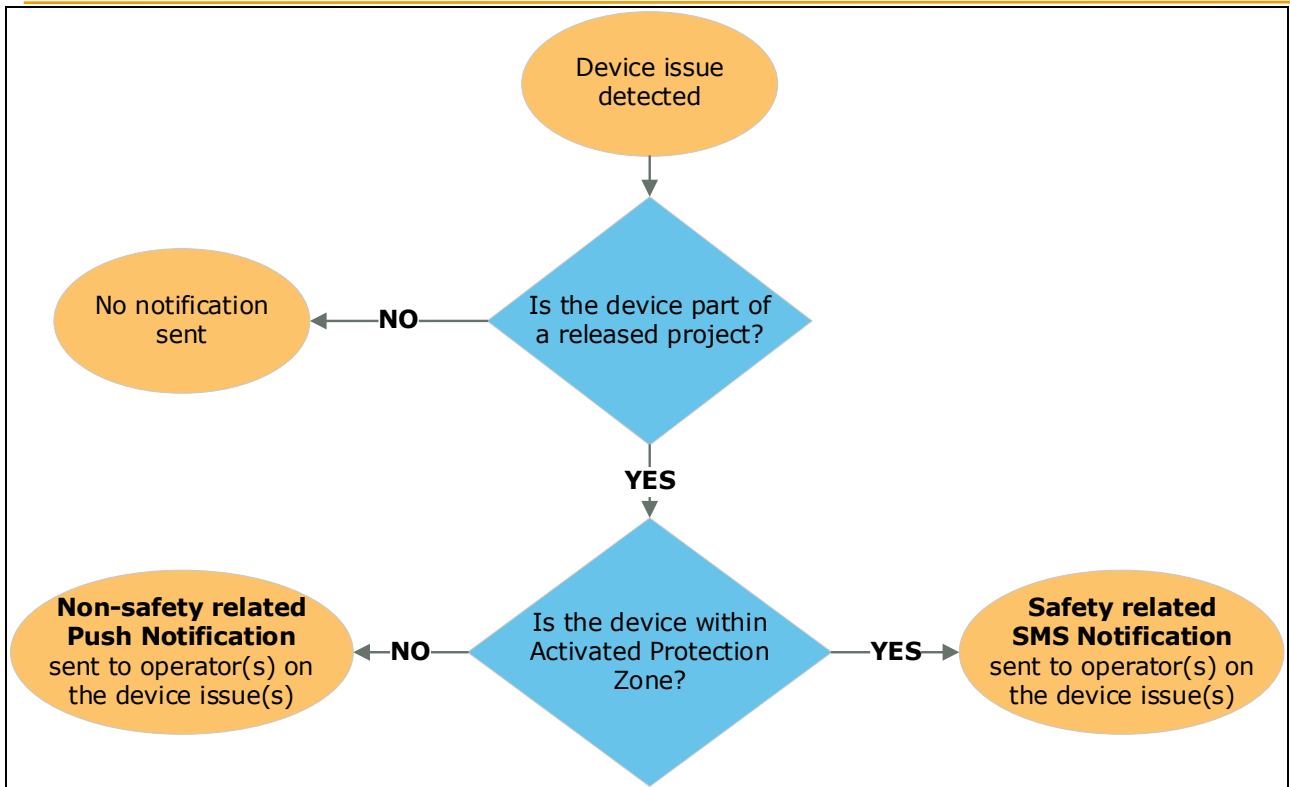 Device issue
detected
Is the device part of
a released project?
NO
No notification
sent
YES
Is the device within
Activated Protection
Zone?
NO
Non-safety related
Push Notification
sent to operator(s) on
the device issue(s)
YES
Safety related
SMS Notification
sent to operator(s) on
the device issue(s)